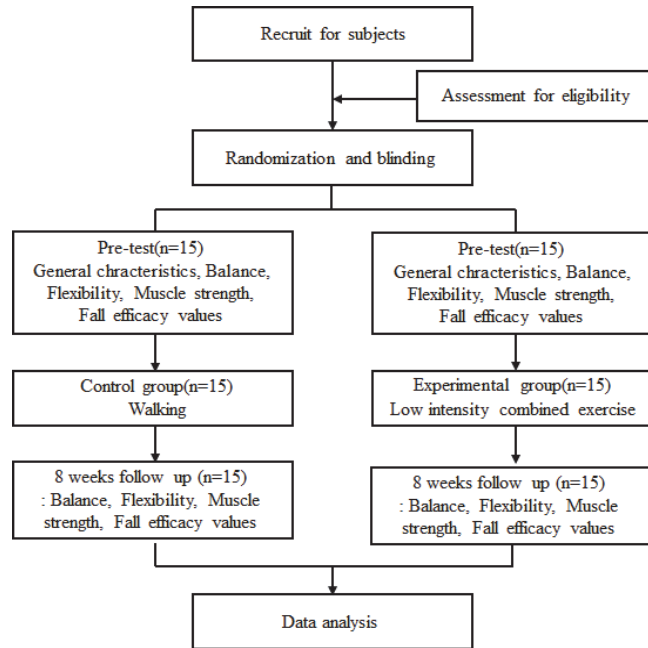 Recruit for subjects
Assessment for eligibility
Randomization and blinding
Pre-test(n=15)
General chracteristics, Balance,
Flexibility, Muscle strength,
Fall efficacy values
Pre-test(n=15)
General chracteristics, Balance,
Flexibility, Muscle strength,
Fall efficacy values
Control group(n=15)
Walking
Experimental group(n=15)
Low intensity combined exercise
8 weeks follow up (n=15)
: Balance, Flexibility, Muscle
strength, Fall efficacy values
8 weeks follow up (n=15)
: Balance, Flexibility, Muscle
strength, Fall efficacy values
Data analysis